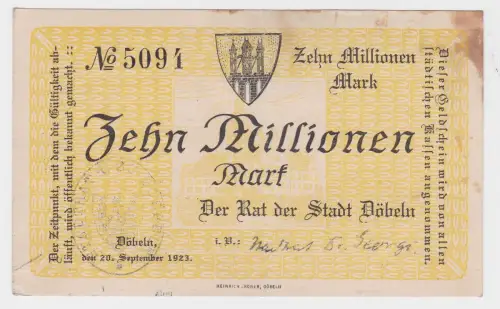 Der Zeitpunkt, mit dem die Gültigkeit ab-
läuft, wird öffentlich bekannt gemacht. ::
№ 5094
Zehn Millionen
Mark
Zehn Millionen
Mark
Der Rat der Stadt Döbeln
Döbeln,
den 20. September 1923.
i. V.:
Dieser Geldschein wird von allen
städtischen Kassen angenommen.